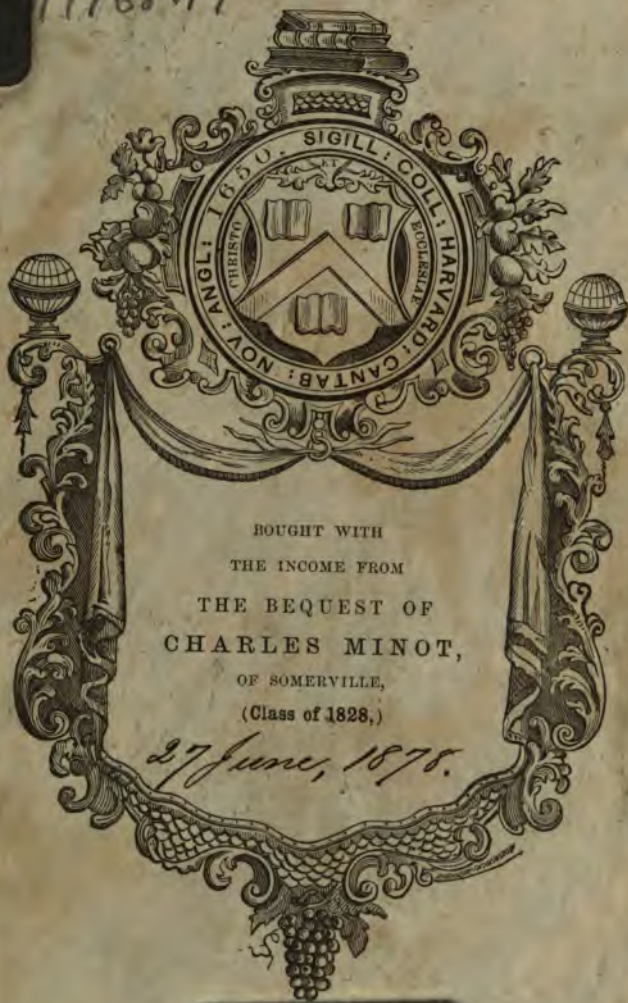 SIGILL: COLL: HARVARD: CANTAB: NOV: ANGL: 1650.
ET
CHRISTO
ECCLESIAE
BOUGHT WITH
THE INCOME FROM
THE BEQUEST OF
CHARLES MINOT,
OF SOMERVILLE,
(Class of 1828,)
27 June, 1878.